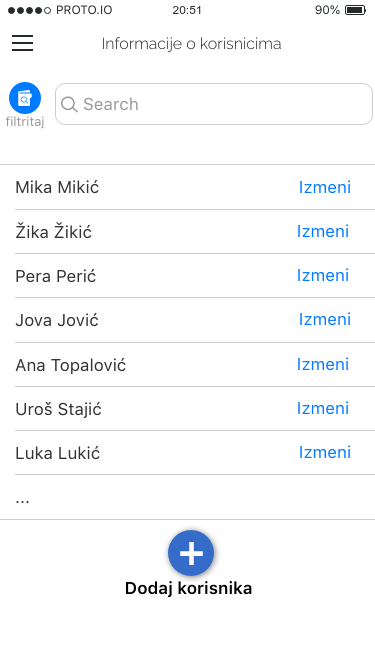 PROTO.IO 20:51 90%
Informacije o korisnicima
Search
filtritaj
Mika Mikić Izmeni
Žika Žikić Izmeni
Pera Perić Izmeni
Jova Jović Izmeni
Ana Topalović Izmeni
Uroš Stajić Izmeni
Luka Lukić Izmeni
...
Dodaj korisnika